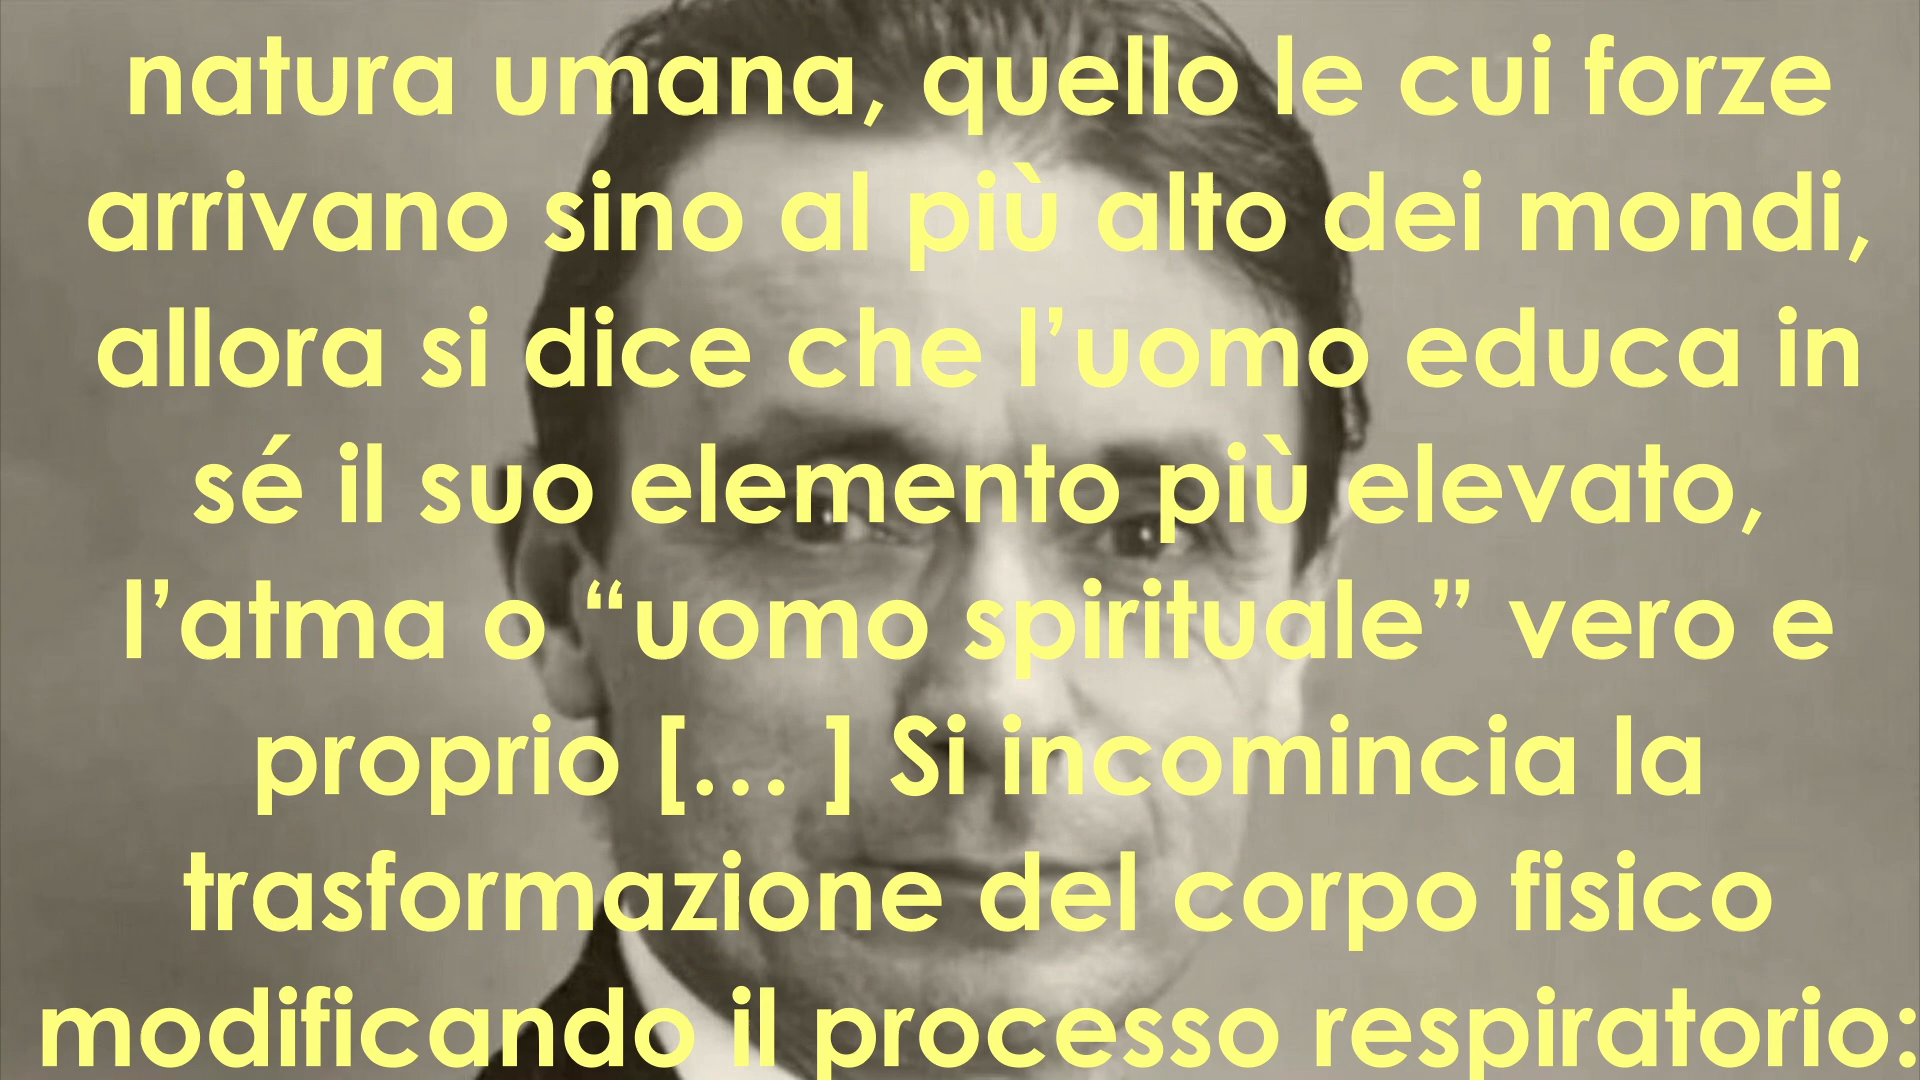 natura umana, quello le cui forze
arrivano sino al più alto dei mondi,
allora si dice che l’uomo educa in
sé il suo elemento più elevato,
l’atma o “uomo spirituale” vero e
proprio [… ] Si incomincia la
trasformazione del corpo fisico
modificando il processo respiratorio: